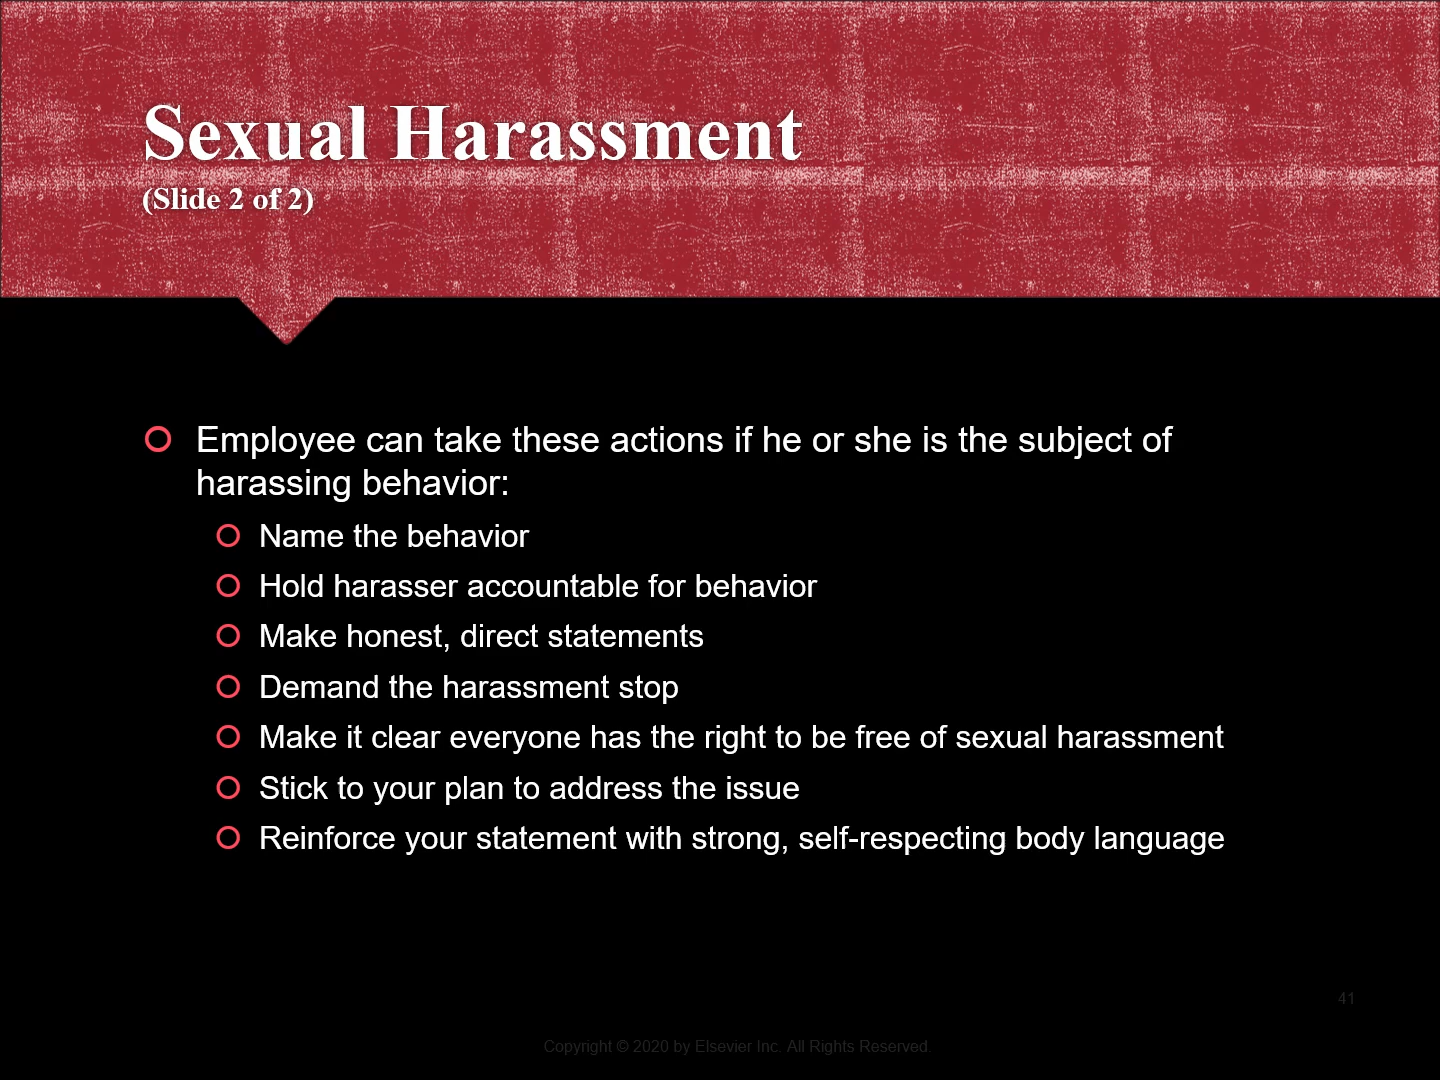 Sexual Harassment
(Slide 2 of 2)
Employee can take these actions if he or she is the subject of
harassing behavior:
Name the behavior
Hold harasser accountable for behavior
Make honest, direct statements
Demand the harassment stop
Make it clear everyone has the right to be free of sexual harassment
Stick to your plan to address the issue
Reinforce your statement with strong, self-respecting body language
41
Copyright © 2020 by Elsevier Inc. All Rights Reserved.